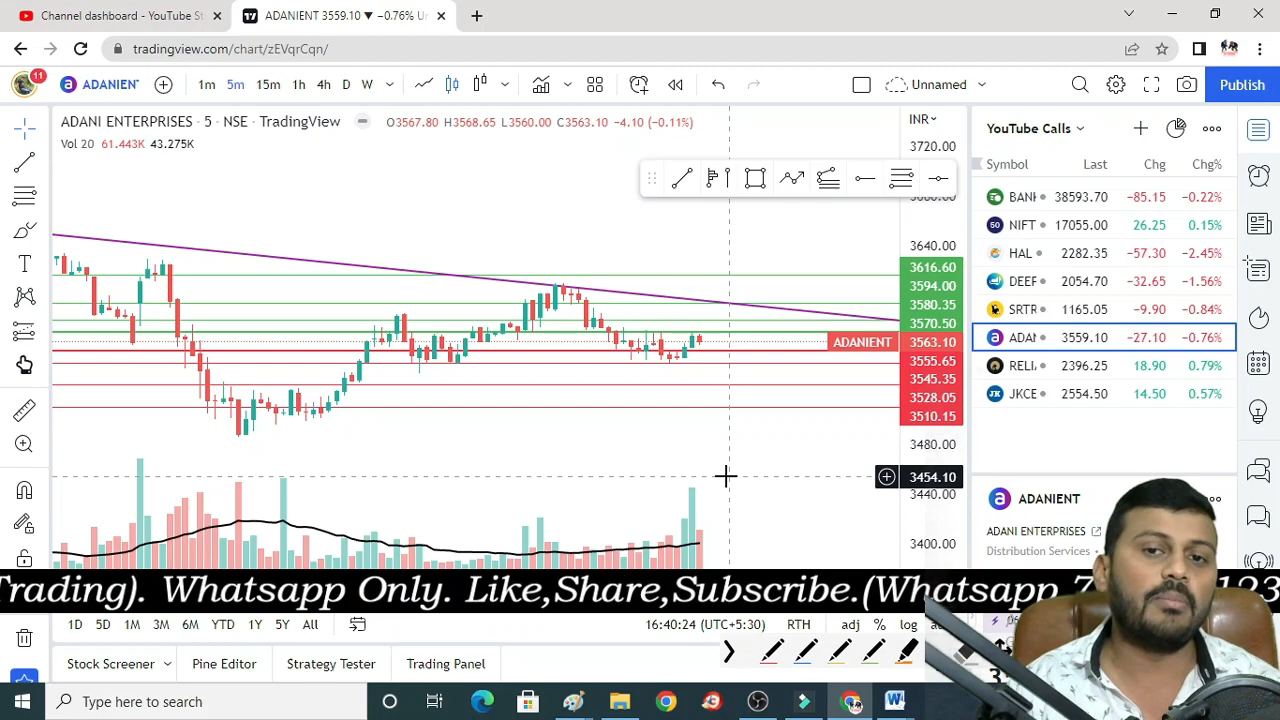 Channel dashboard - YouTube St
ADANIENT 3559.10 ▼ −0.76% Ur
tradingview.com/chart/zEVqrCqn/
11
ADANIENT
1m 5m 15m 1h 4h D W
Unnamed
Publish
ADANI ENTERPRISES · 5 · NSE · TradingView
O3567.80 H3568.65 L3560.00 C3563.10 −4.10 (−0.11%)
Vol 20 61.443K 43.275K
INR
3720.00
3640.00
3616.60
3594.00
3580.35
3570.50
ADANIENT 3563.10
3555.65
3545.35
3528.05
3510.15
3480.00
3454.10
3440.00
3400.00
YouTube Calls
Symbol Last Chg Chg%
BANK 38593.70 −85.15 −0.22%
NIFT 17055.00 26.25 0.15%
HAL 2282.35 −57.30 −2.45%
DEEF 2054.70 −32.65 −1.56%
SRTR 1165.05 −9.90 −0.84%
ADAN 3559.10 −27.10 −0.76%
RELI 2396.25 18.90 0.79%
JKCE 2554.50 14.50 0.57%
ADANIENT
ADANI ENTERPRISES
Distribution Services
Trading). Whatsapp Only. Like,Share,Subscribe.(Whatsapp 7 123
1D 5D 1M 3M 6M YTD 1Y 5Y All
16:40:24 (UTC+5:30) RTH adj % log
Stock Screener Pine Editor Strategy Tester Trading Panel
Type here to search